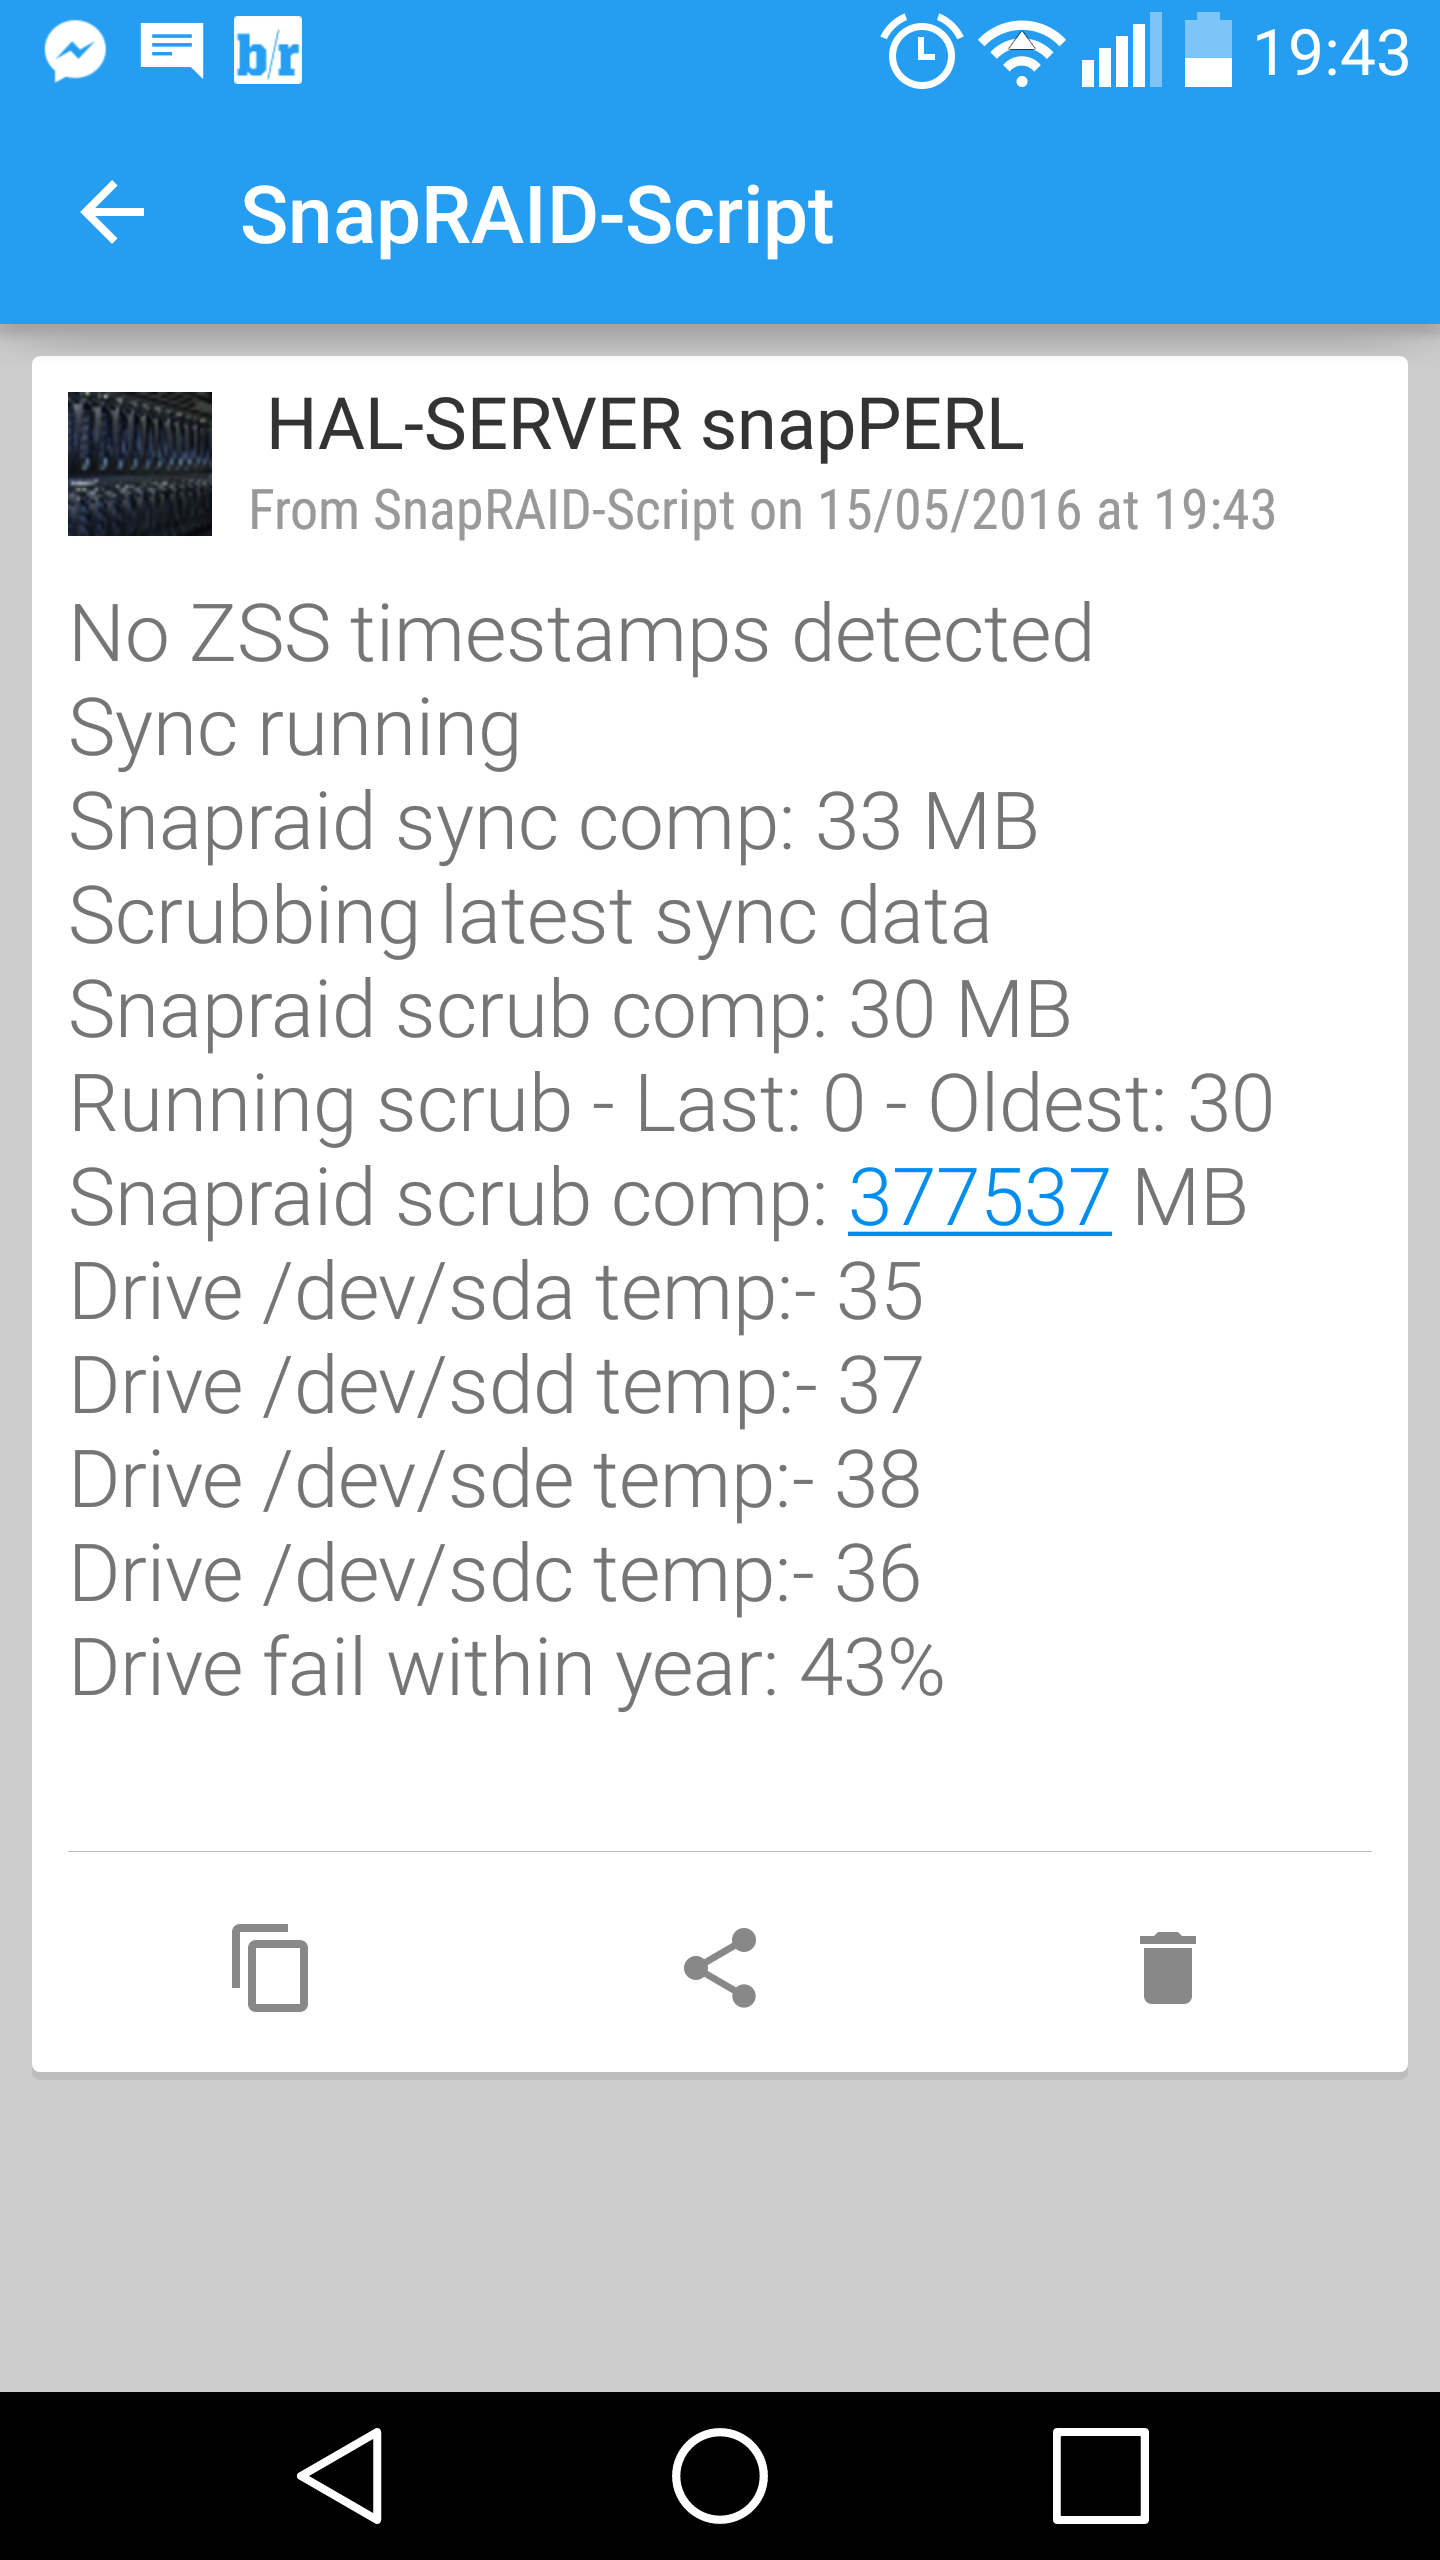 b/r
19:43
SnapRAID-Script
HAL-SERVER snapPERL
From SnapRAID-Script on 15/05/2016 at 19:43
No ZSS timestamps detected
Sync running
Snapraid sync comp: 33 MB
Scrubbing latest sync data
Snapraid scrub comp: 30 MB
Running scrub - Last: 0 - Oldest: 30
Snapraid scrub comp: 377537 MB
Drive /dev/sda temp:- 35
Drive /dev/sdd temp:- 37
Drive /dev/sde temp:- 38
Drive /dev/sdc temp:- 36
Drive fail within year: 43%